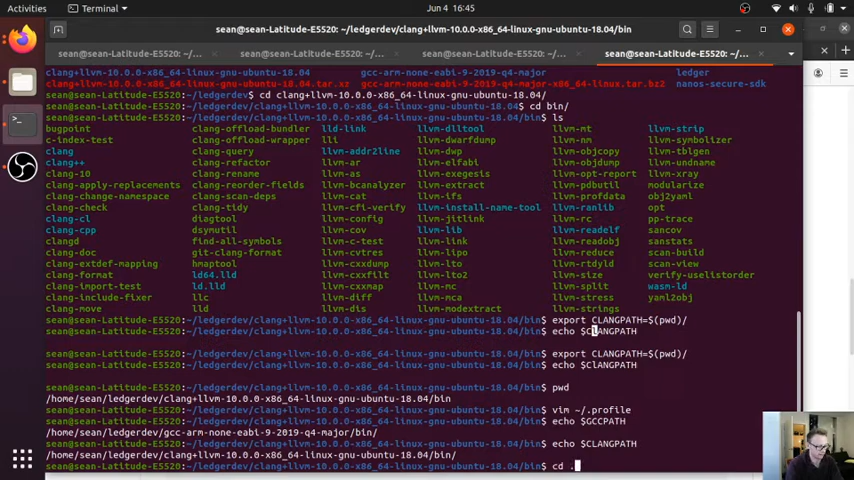 Activities Terminal Jun 4 16:45
sean@sean-Latitude-E5520: ~/ledgerdev/clang+llvm-10.0.0-x86_64-linux-gnu-ubuntu-18.04/bin
sean@sean-Latitude-E5520: ~/... × sean@sean-Latitude-E5520: ~/... × sean@sean-Latitude-E5520: ~/... × sean@sean-Latitude-E5520: ~/... ×
clang+llvm-10.0.0-x86_64-linux-gnu-ubuntu-18.04 gcc-arm-none-eabi-9-2019-q4-major ledger
clang+llvm-10.0.0-x86_64-linux-gnu-ubuntu-18.04.tar.xz gcc-arm-none-eabi-9-2019-q4-major-x86_64-linux.tar.bz2 nanos-secure-sdk
sean@sean-Latitude-E5520:~/ledgerdev$ cd clang+llvm-10.0.0-x86_64-linux-gnu-ubuntu-18.04/
sean@sean-Latitude-E5520:~/ledgerdev/clang+llvm-10.0.0-x86_64-linux-gnu-ubuntu-18.04$ cd bin/
sean@sean-Latitude-E5520:~/ledgerdev/clang+llvm-10.0.0-x86_64-linux-gnu-ubuntu-18.04/bin$ ls
bugpoint clang-offload-bundler lld-link llvm-dlltool llvm-mt llvm-strip
c-index-test clang-offload-wrapper lli llvm-dwarfdump llvm-nm llvm-symbolizer
clang clang-query llvm-addr2line llvm-dwp llvm-objcopy llvm-tblgen
clang++ clang-refactor llvm-ar llvm-elfabi llvm-objdump llvm-undname
clang-10 clang-rename llvm-as llvm-exegesis llvm-opt-report llvm-xray
clang-apply-replacements clang-reorder-fields llvm-bcanalyzer llvm-extract llvm-pdbutil modularize
clang-change-namespace clang-scan-deps llvm-cat llvm-ifs llvm-profdata obj2yaml
clang-check clang-tidy llvm-cfi-verify llvm-install-name-tool llvm-ranlib opt
clang-cl diagtool llvm-config llvm-jitlink llvm-rc pp-trace
clang-cpp dsymutil llvm-cov llvm-lib llvm-readelf sancov
clangd find-all-symbols llvm-c-test llvm-link llvm-readobj sanstats
clang-doc git-clang-format llvm-cvtres llvm-lipo llvm-reduce scan-build
clang-extdef-mapping hmaptool llvm-cxxdump llvm-lto llvm-rtdyld scan-view
clang-format ld64.lld llvm-cxxfilt llvm-lto2 llvm-size verify-uselistorder
clang-import-test ld.lld llvm-cxxmap llvm-mc llvm-split wasm-ld
clang-include-fixer llc llvm-diff llvm-mca llvm-stress yaml2obj
clang-move lld llvm-dis llvm-modextract llvm-strings
sean@sean-Latitude-E5520:~/ledgerdev/clang+llvm-10.0.0-x86_64-linux-gnu-ubuntu-18.04/bin$ export CLANGPATH=$(pwd)/
sean@sean-Latitude-E5520:~/ledgerdev/clang+llvm-10.0.0-x86_64-linux-gnu-ubuntu-18.04/bin$ echo $ClANGPATH

sean@sean-Latitude-E5520:~/ledgerdev/clang+llvm-10.0.0-x86_64-linux-gnu-ubuntu-18.04/bin$ export CLANGPATH=$(pwd)/
sean@sean-Latitude-E5520:~/ledgerdev/clang+llvm-10.0.0-x86_64-linux-gnu-ubuntu-18.04/bin$ echo $ClANGPATH

sean@sean-Latitude-E5520:~/ledgerdev/clang+llvm-10.0.0-x86_64-linux-gnu-ubuntu-18.04/bin$ pwd
/home/sean/ledgerdev/clang+llvm-10.0.0-x86_64-linux-gnu-ubuntu-18.04/bin
sean@sean-Latitude-E5520:~/ledgerdev/clang+llvm-10.0.0-x86_64-linux-gnu-ubuntu-18.04/bin$ vim ~/.profile
sean@sean-Latitude-E5520:~/ledgerdev/clang+llvm-10.0.0-x86_64-linux-gnu-ubuntu-18.04/bin$ echo $GCCPATH
/home/sean/ledgerdev/gcc-arm-none-eabi-9-2019-q4-major/bin/
sean@sean-Latitude-E5520:~/ledgerdev/clang+llvm-10.0.0-x86_64-linux-gnu-ubuntu-18.04/bin$ echo $CLANGPATH
/home/sean/ledgerdev/clang+llvm-10.0.0-x86_64-linux-gnu-ubuntu-18.04/bin/
sean@sean-Latitude-E5520:~/ledgerdev/clang+llvm-10.0.0-x86_64-linux-gnu-ubuntu-18.04/bin$ cd .